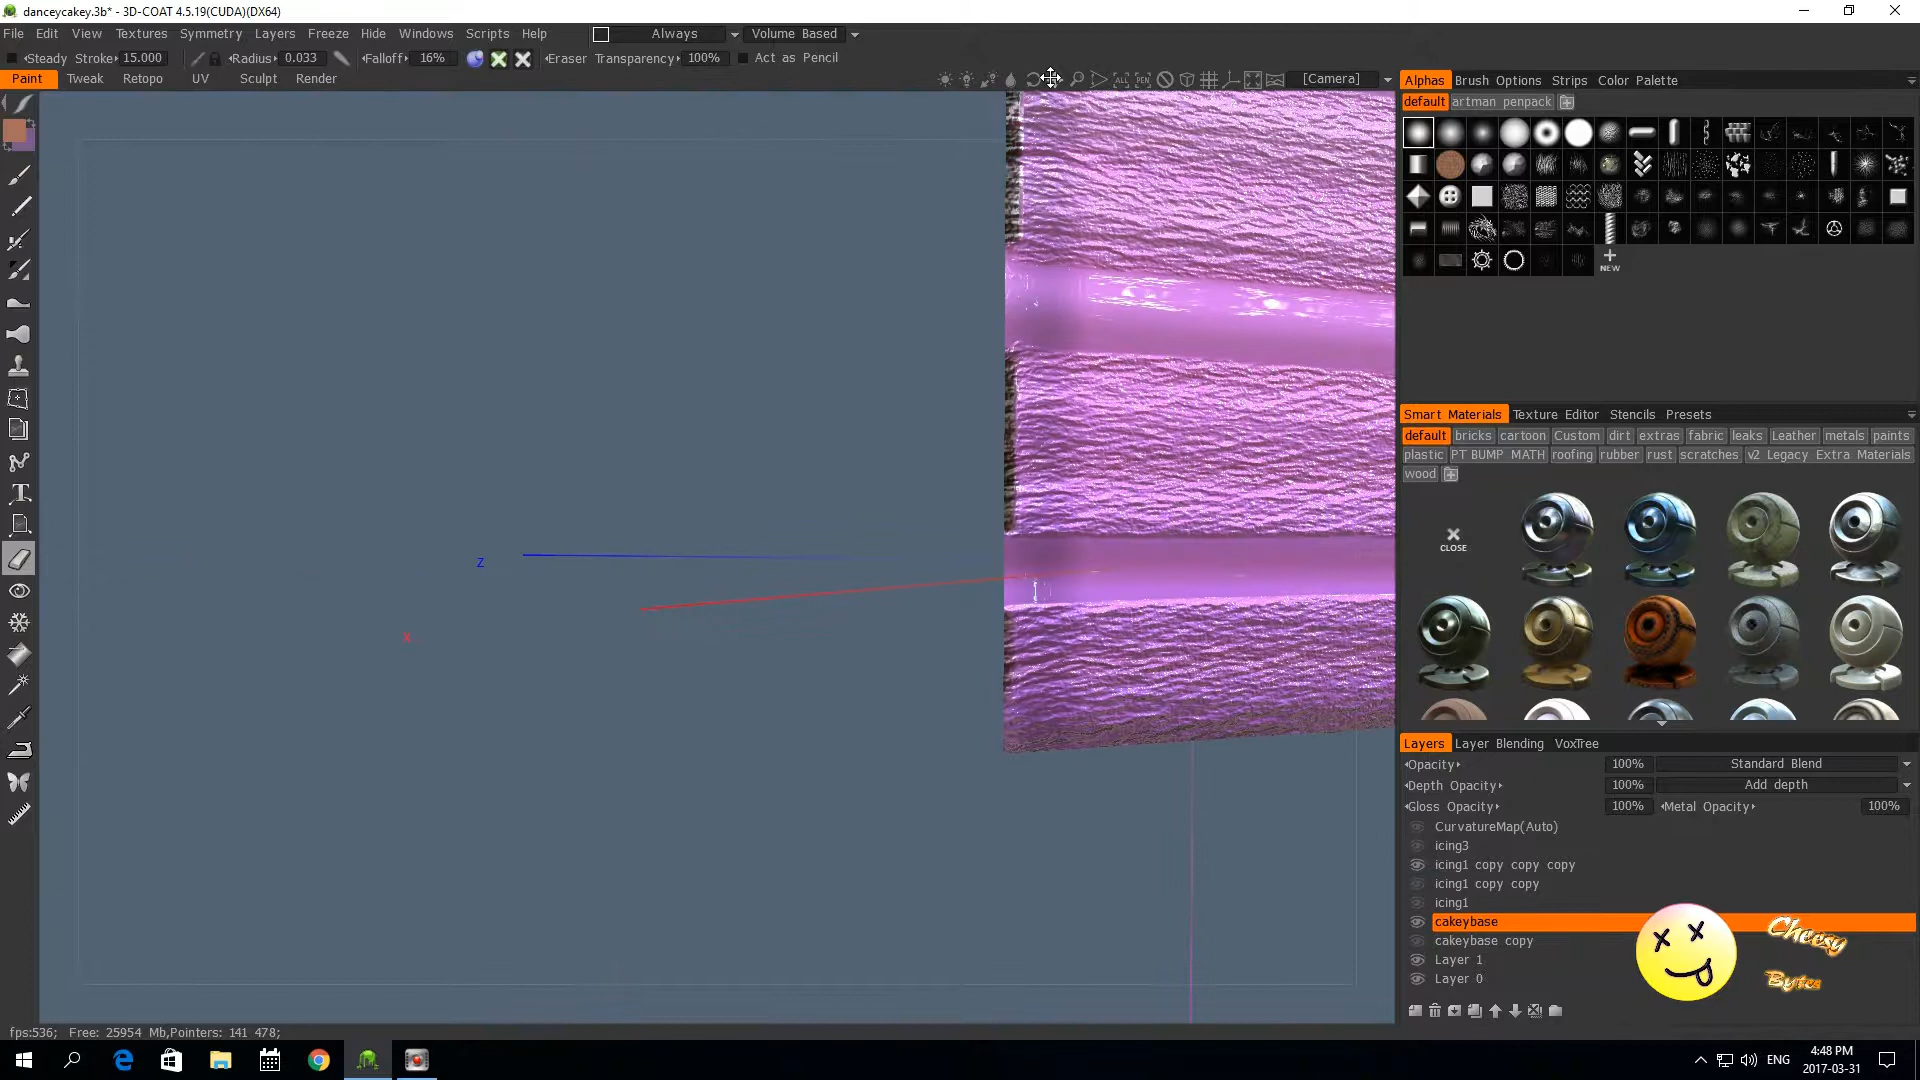 danceycakey.3b* - 3D-COAT 4.5.19(CUDA)(DX64)
File Edit View Textures Symmetry Layers Freeze Hide Windows Scripts Help Always Volume Based
Steady Stroke 15.000 Radius 0.033 Falloff 16% Eraser Transparency 100% Act as Pencil
Paint Tweak Retopo UV Sculpt Render ALL PEN [Camera]
Alphas Brush Options Strips Color Palette
default artman penpack
NEW
Z
X
Smart Materials Texture Editor Stencils Presets
default bricks cartoon Custom dirt extras fabric leaks Leather metals paints
plastic PT BUMP MATH roofing rubber rust scratches v2 Legacy Extra Materials
wood
CLOSE
Layers Layer Blending VoxTree
Opacity 100% Standard Blend
Depth Opacity 100% Add depth
Gloss Opacity 100% Metal Opacity 100%
CurvatureMap(Auto)
icing3
icing1 copy copy copy
icing1 copy copy
icing1
cakeybase
cakeybase copy
Layer 1
Layer 0
Cheesy
Bytes
fps:536; Free: 25954 Mb,Pointers: 141 478;
ENG
4:48 PM
2017-03-31